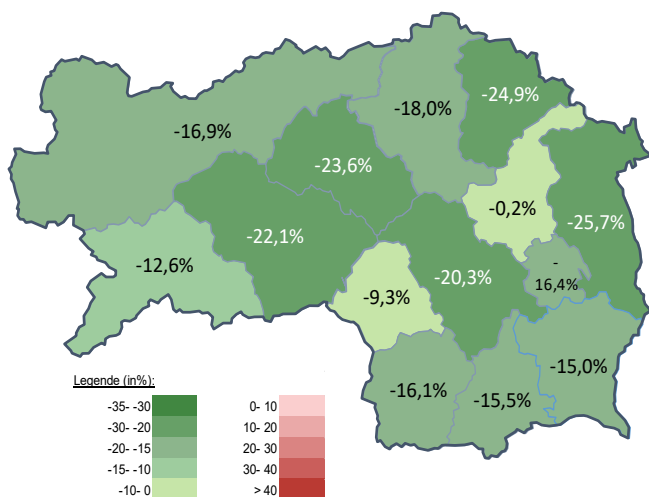 -24,9%
-18,0%
-16,9%
-23,6%
-0,2%
-25,7%
-22,1%
-12,6%
-20,3%
-
16,4%
-9,3%
-15,0%
-16,1%
-15,5%
Legende (in%):
-35- -30 0- 10
-30- -20 10- 20
-20- -15 20- 30
-15- -10 30- 40
-10- 0 > 40